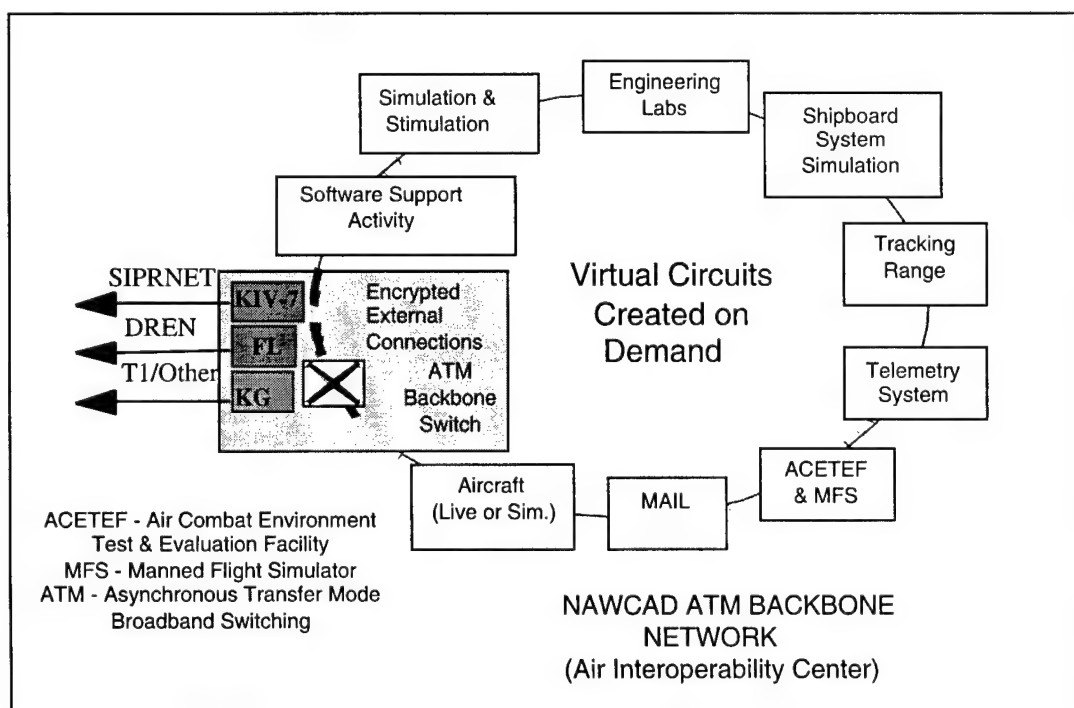 Engineering
Labs
Simulation &
Stimulation
Shipboard
System
Simulation
Software Support
Activity
Tracking
Range
SIPRNET
KIV-7
Encrypted
External
Connections
Virtual Circuits
Created on
Demand
DREN
FL
T1/Other
KG
ATM
Backbone
Switch
Telemetry
System
ACETEF
& MFS
MAIL
Aircraft
(Live or Sim.)
ACETEF - Air Combat Environment
Test & Evaluation Facility
MFS - Manned Flight Simulator
ATM - Asynchronous Transfer Mode
Broadband Switching
NAWCAD ATM BACKBONE
NETWORK
(Air Interoperability Center)